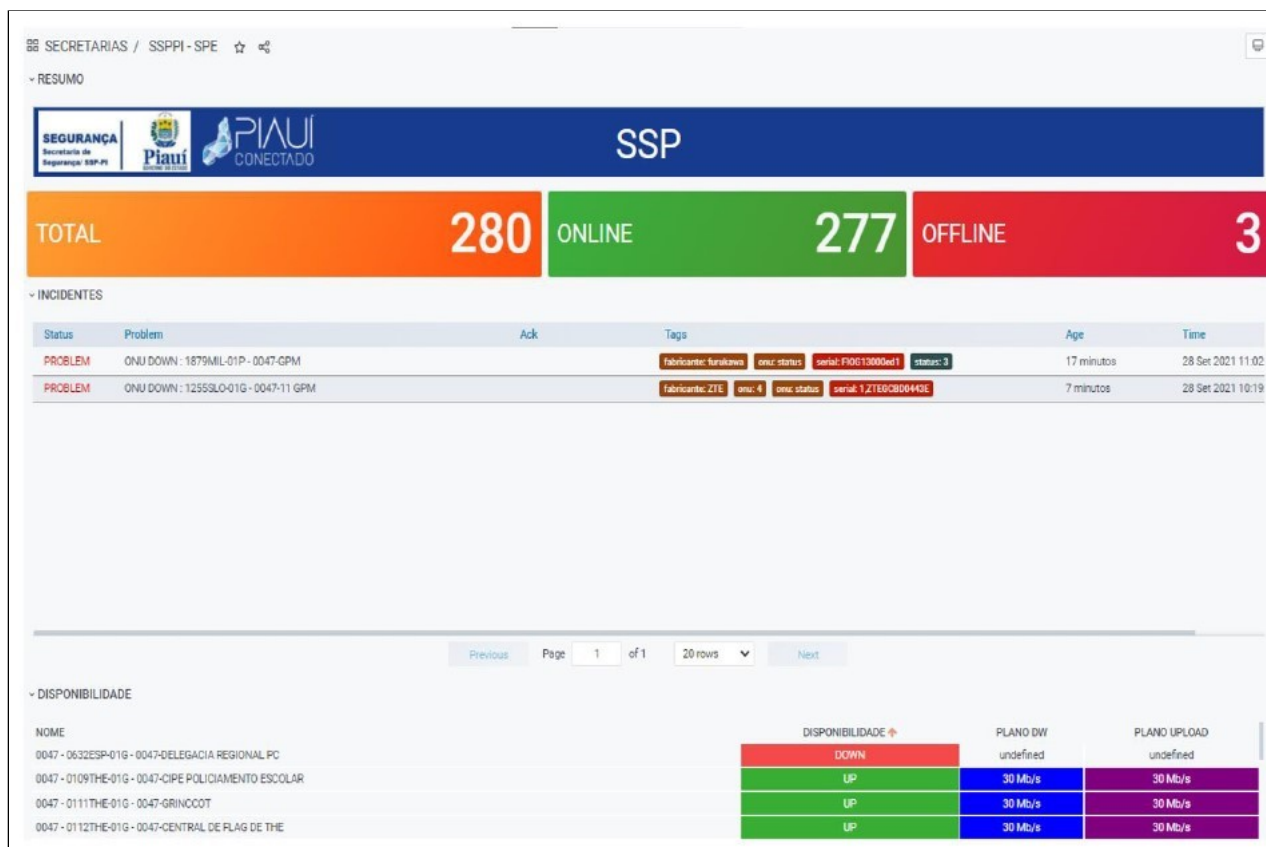 SECRETARIAS / SSPPI - SPE
RESUMO
SEGURANÇA
Secretaria de
Segurança/ SSP-PI
Piauí
GOVERNO DO ESTADO
PIAUÍ
CONECTADO
SSP
TOTAL 280 ONLINE 277 OFFLINE 3
INCIDENTES
Status Problem Ack Tags Age Time
PROBLEM ONU DOWN : 1879MIL-01P - 0047-GPM fabricante: furukawa onu: status serial: FIOG13000ed1 status: 3 17 minutos 28 Set 2021 11:02
PROBLEM ONU DOWN : 1255SLO-01G - 0047-11 GPM fabricante: ZTE onu: 4 onu: status serial: 1,ZTEGCBD0443E 7 minutos 28 Set 2021 10:19
Previous Page 1 of 1 20 rows Next
DISPONIBILIDADE
NOME DISPONIBILIDADE PLANO DW PLANO UPLOAD
0047 - 0632ESP-01G - 0047-DELEGACIA REGIONAL PC DOWN undefined undefined
0047 - 0109THE-01G - 0047-CIPE POLICIAMENTO ESCOLAR UP 30 Mb/s 30 Mb/s
0047 - 0111THE-01G - 0047-GRINCCOT UP 30 Mb/s 30 Mb/s
0047 - 0112THE-01G - 0047-CENTRAL DE FLAG DE THE UP 30 Mb/s 30 Mb/s